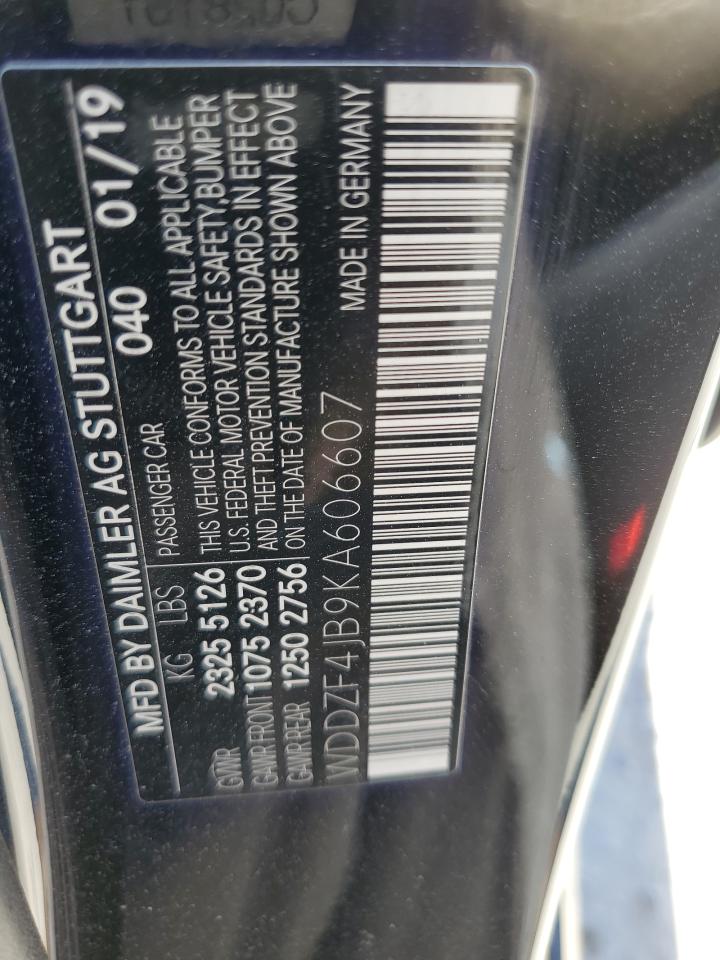 MFD BY DAIMLER AG STUTTGART
040 01/19
KG LBS PASSENGER CAR
GVWR 2325 5126
GAWR FRONT 1075 2370
GAWR REAR 1250 2756
THIS VEHICLE CONFORMS TO ALL APPLICABLE
U.S. FEDERAL MOTOR VEHICLE SAFETY,BUMPER
AND THEFT PREVENTION STANDARDS IN EFFECT
ON THE DATE OF MANUFACTURE SHOWN ABOVE
WDDZF4JB9KA606607 MADE IN GERMANY